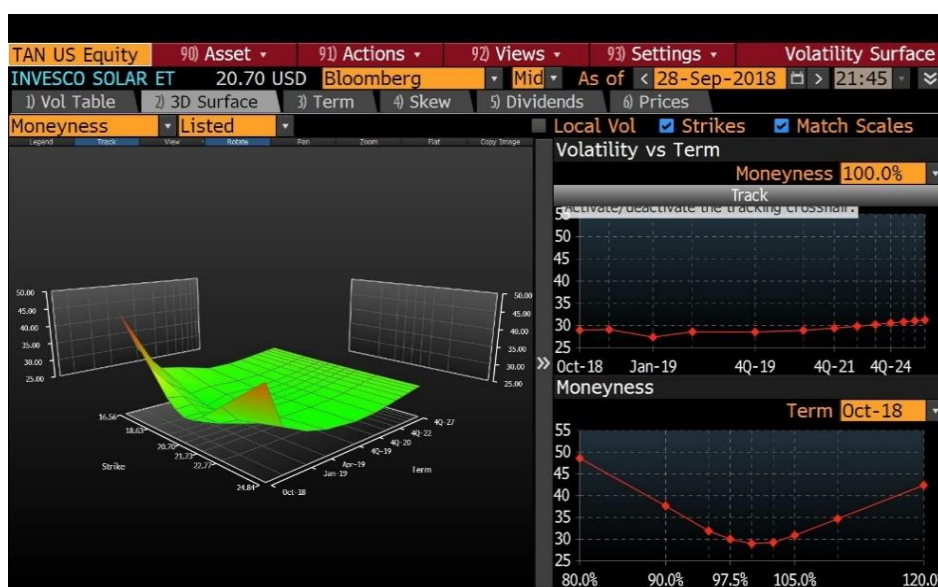 TAN US Equity 90) Asset 91) Actions 92) Views 93) Settings Volatility Surface
INVESCO SOLAR ET 20.70 USD Bloomberg Mid As of < 28-Sep-2018 > 21:45
1) Vol Table 2) 3D Surface 3) Term 4) Skew 5) Dividends 6) Prices
Moneyness Listed Local Vol Strikes Match Scales
Legend Track View Rotate Pan Zoom Flat Copy Image
Volatility vs Term
Moneyness 100.0%
Track
Activate/deactivate the tracking crosshair.
55
50
45
40
35
30
25
Oct-18 Jan-19 4Q-19 4Q-21 4Q-24
50.00
45.00
40.00
35.00
30.00
25.00
50.00
45.00
40.00
35.00
30.00
25.00
16.56
18.63
20.70
21.73
22.77
24.84
Strike
Oct-18
Jan-19
Apr-19
4Q-19
4Q-20
4Q-22
4Q-27
Term
»
Moneyness
Term Oct-18
55
50
45
40
35
30
25
80.0% 90.0% 97.5% 105.0% 120.0